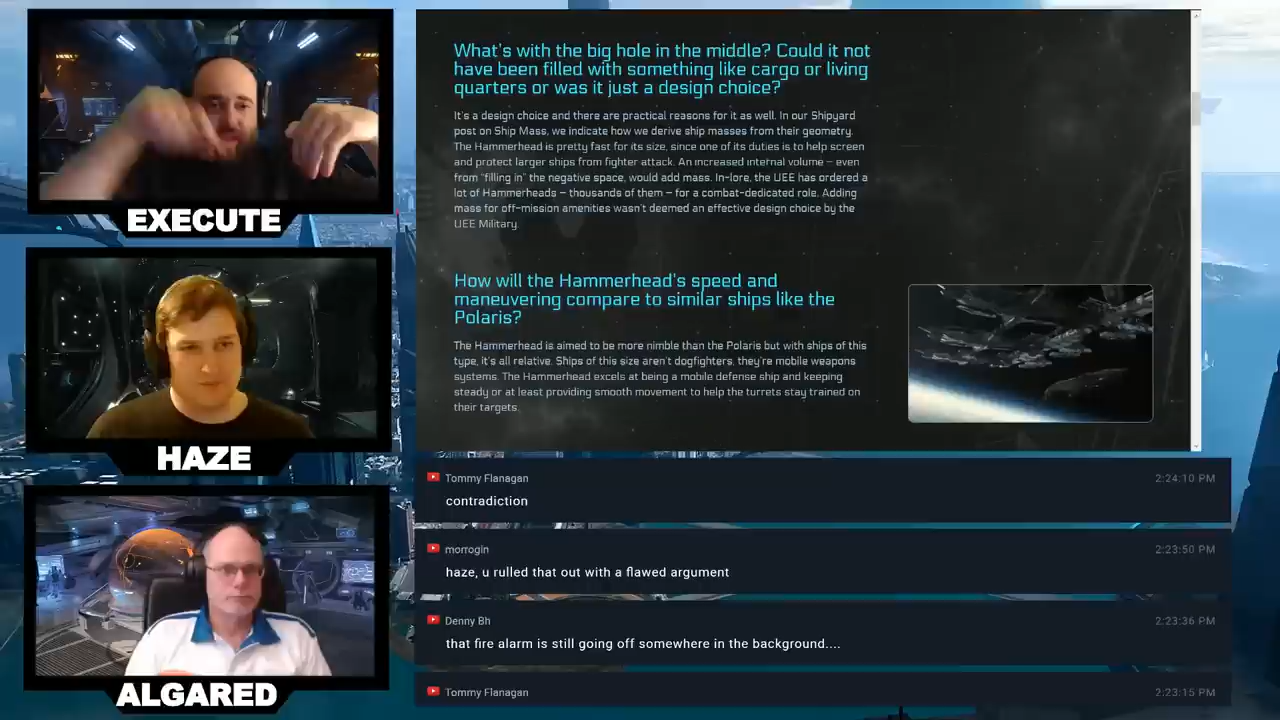 What's with the big hole in the middle? Could it not
have been filled with something like cargo or living
quarters or was it just a design choice?
It's a design choice and there are practical reasons for it as well. In our Shipyard
post on Ship Mass, we indicate how we derive ship masses from their geometry.
The Hammerhead is pretty fast for its size, since one of its duties is to help screen
and protect larger ships from fighter attack. An increased internal volume – even
from "filling in" the negative space, would add mass. In-lore, the UEE has ordered a
lot of Hammerheads – thousands of them – for a combat-dedicated role. Adding
mass for off-mission amenities wasn't deemed an effective design choice by the
UEE Military.
How will the Hammerhead's speed and
maneuvering compare to similar ships like the
Polaris?
The Hammerhead is aimed to be more nimble than the Polaris but with ships of this
type, it's all relative. Ships of this size aren't dogfighters, they're mobile weapons
systems. The Hammerhead excels at being a mobile defense ship and keeping
steady or at least providing smooth movement to help the turrets stay trained on
their targets.
EXECUTE
HAZE
ALGARED
Tommy Flanagan 2:24:10 PM
contradiction
morrogin 2:23:50 PM
haze, u rulled that out with a flawed argument
Denny Bh 2:23:36 PM
that fire alarm is still going off somewhere in the background....
Tommy Flanagan 2:23:15 PM